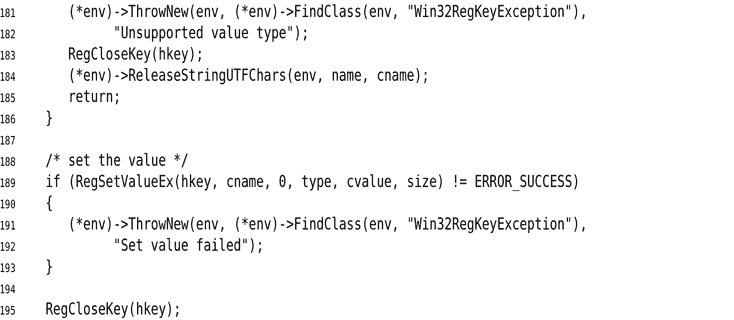 181 (*env)->ThrowNew(env, (*env)->FindClass(env, "Win32RegKeyException"),
182 "Unsupported value type");
183 RegCloseKey(hkey);
184 (*env)->ReleaseStringUTFChars(env, name, cname);
185 return;
186 }
187
188 /* set the value */
189 if (RegSetValueEx(hkey, cname, 0, type, cvalue, size) != ERROR_SUCCESS)
190 {
191 (*env)->ThrowNew(env, (*env)->FindClass(env, "Win32RegKeyException"),
192 "Set value failed");
193 }
194
195 RegCloseKey(hkey);